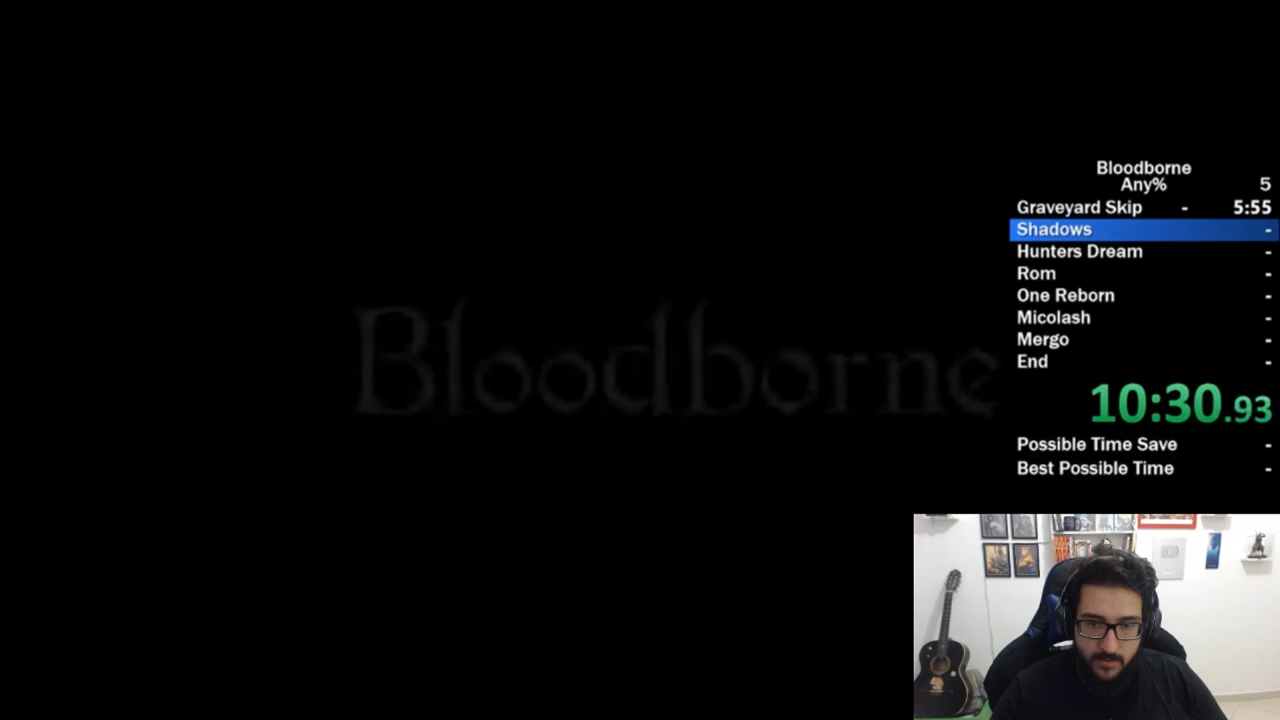 Bloodborne
Bloodborne
Any% 5
Graveyard Skip - 5:55
Shadows -
Hunters Dream -
Rom -
One Reborn -
Micolash -
Mergo -
End -
10:30.93
Possible Time Save -
Best Possible Time -